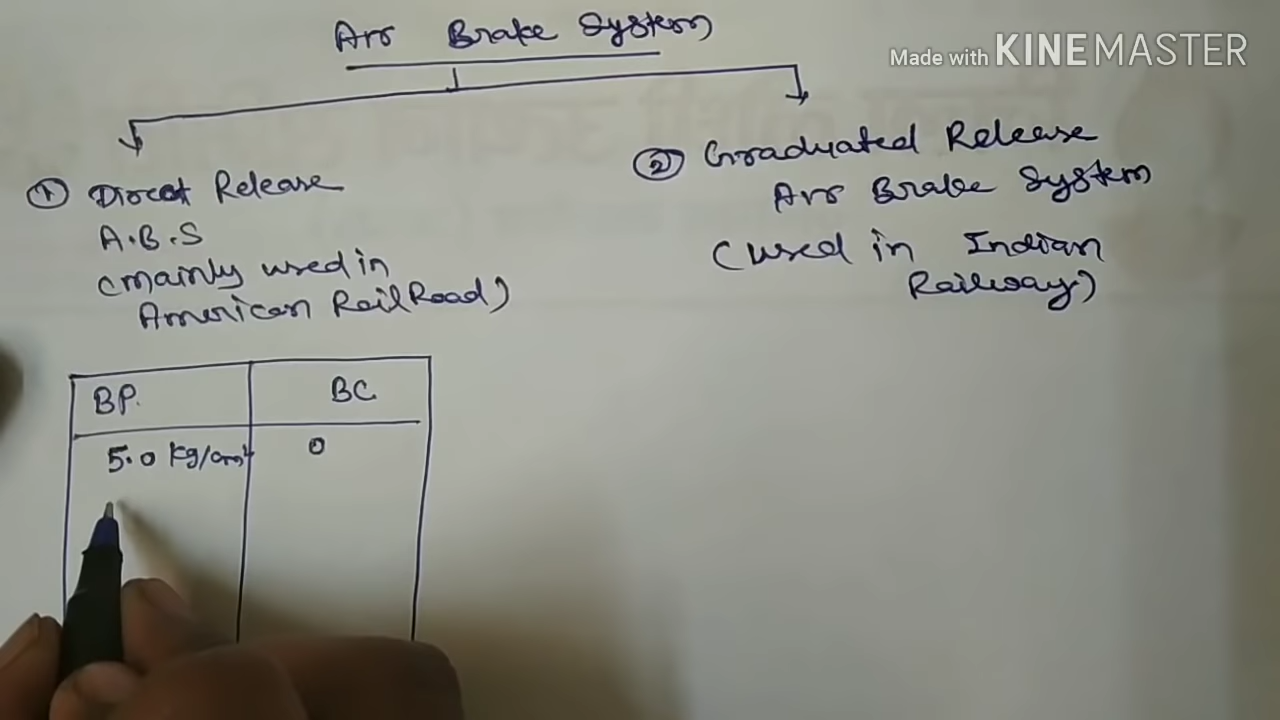 Air Brake System
Made with KINEMASTER
① Direct Release
A.B.S
(mainly used in
American RailRoad)
② Graduated Release
Air Brake System
(used in Indian
Railway)
BP. BC
5.0 kg/cm² 0